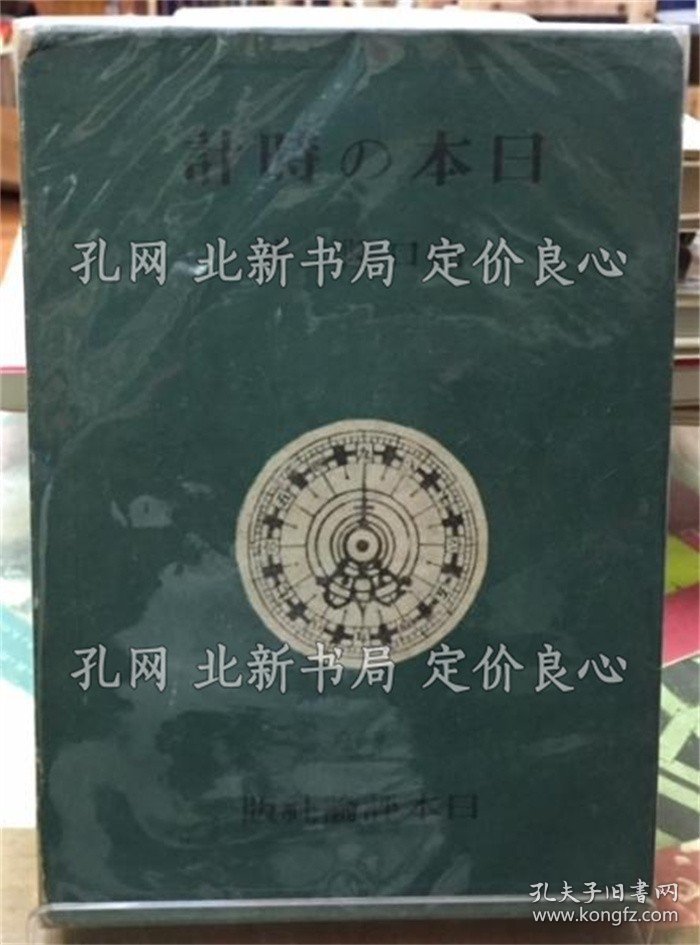 計時の本日
孔网 北新书局 定价良心
孔网 北新书局 定价良心
版社論評本日
孔夫子旧书网
www.kongfz.com